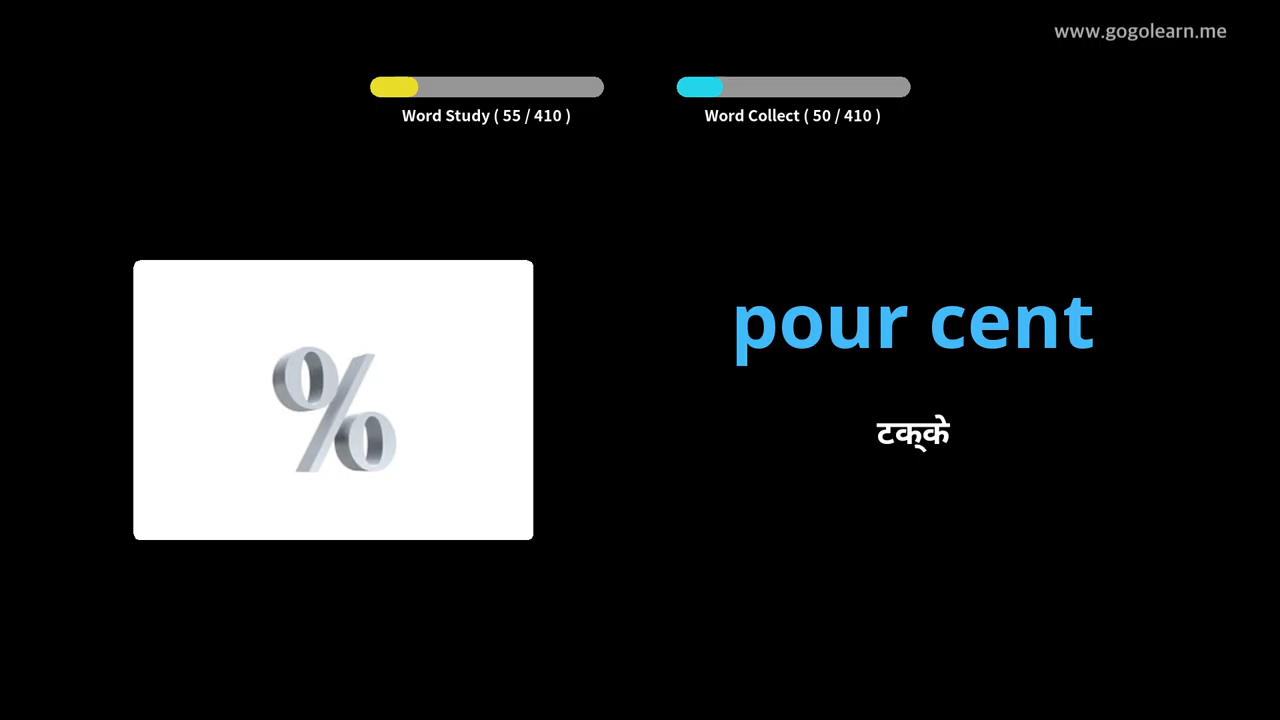 www.gogolearn.me
Word Study ( 55 / 410 )
Word Collect ( 50 / 410 )
%
pour cent
टक्के